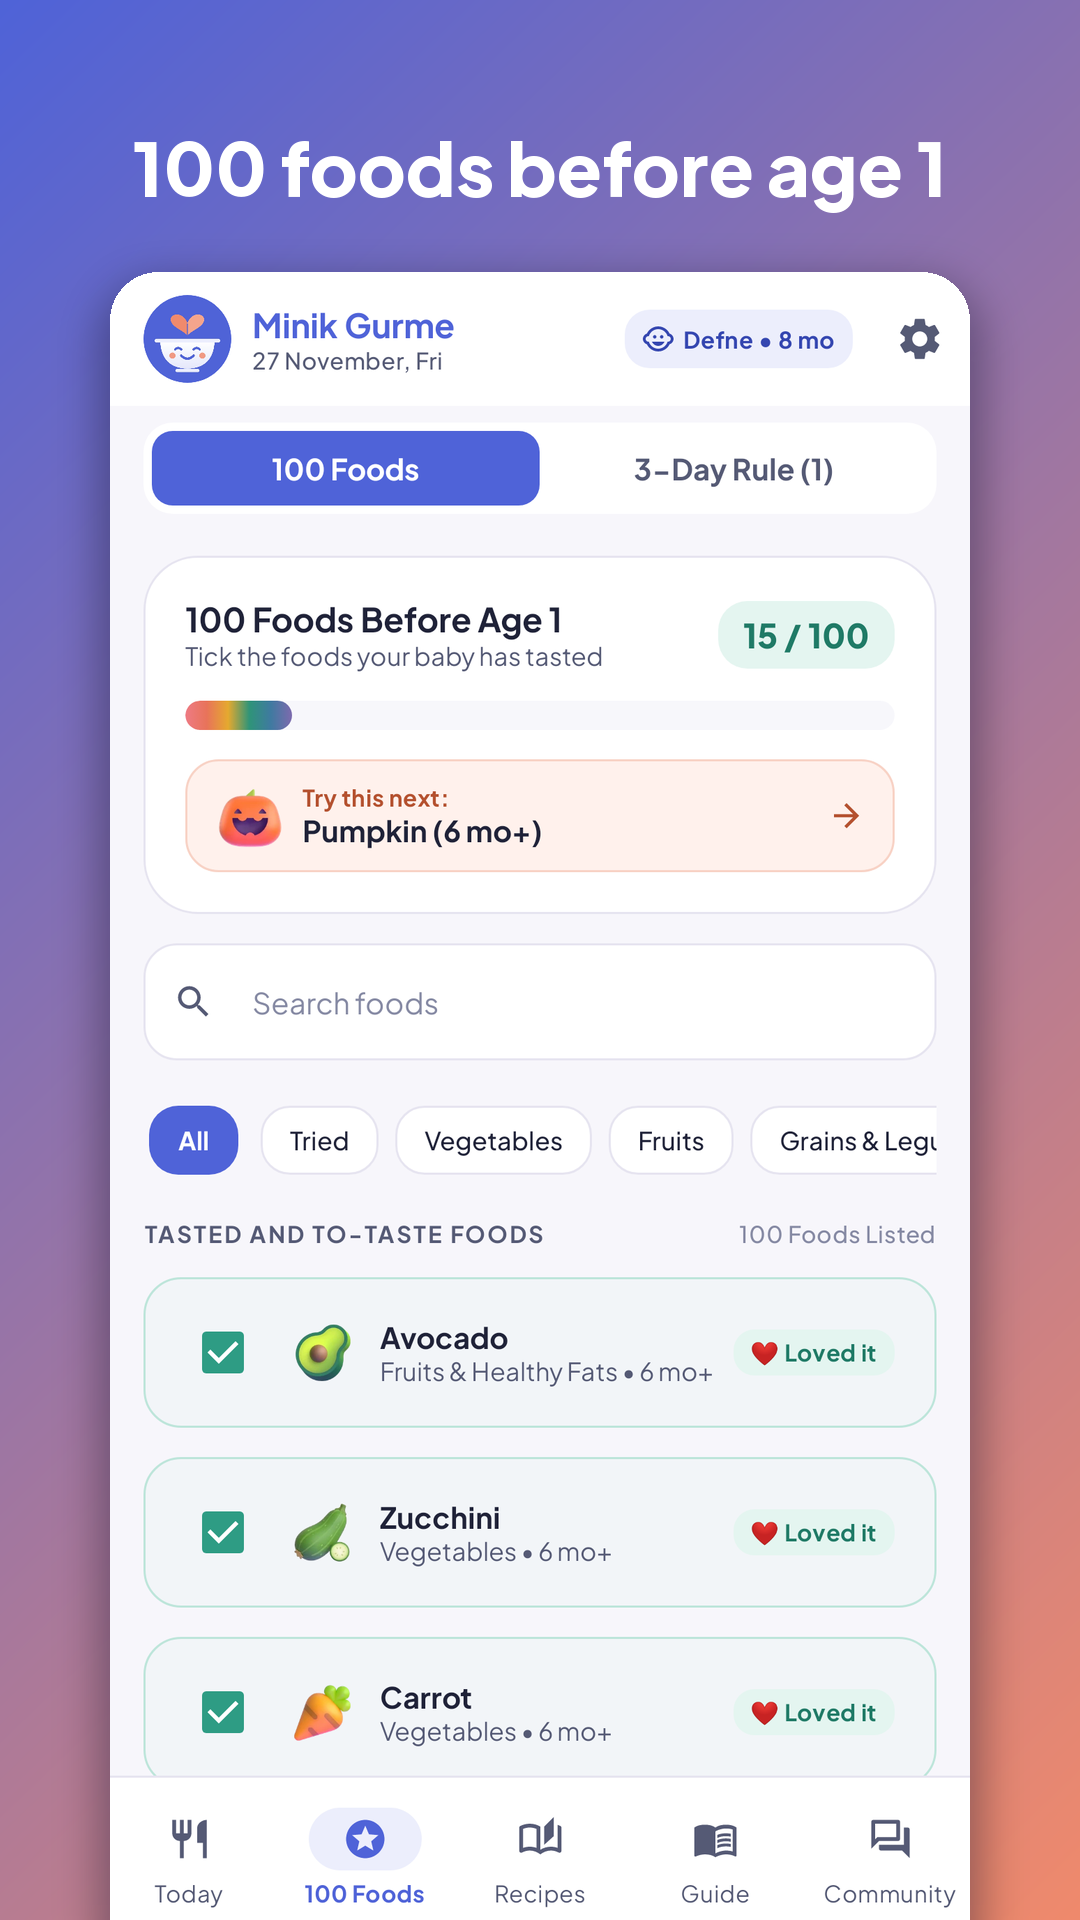 100 foods before age 1
Minik Gurme
27 November, Fri
Defne • 8 mo
100 Foods
3-Day Rule (1)
100 Foods Before Age 1
Tick the foods your baby has tasted
15 / 100
Try this next:
Pumpkin (6 mo+)
Search foods
All
Tried
Vegetables
Fruits
Grains & Legu
TASTED AND TO-TASTE FOODS
100 Foods Listed
Avocado
Fruits & Healthy Fats • 6 mo+
Loved it
Zucchini
Vegetables • 6 mo+
Loved it
Carrot
Vegetables • 6 mo+
Loved it
Today
100 Foods
Recipes
Guide
Community